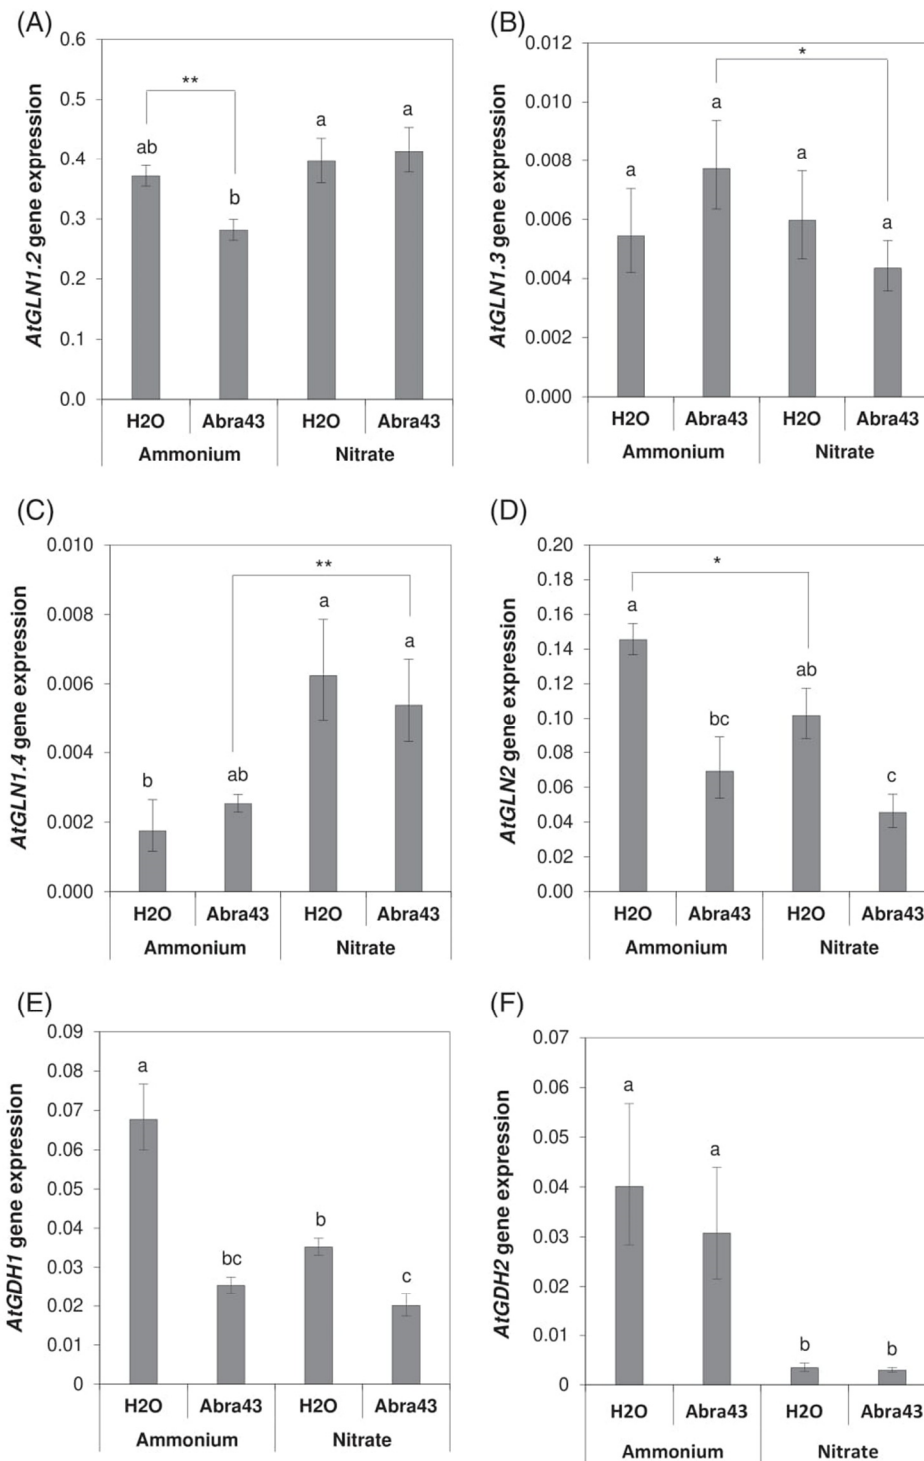 (A)
0.6
0.5
0.4
0.3
0.2
0.1
0.0
AtGLN1.2 gene expression
**
ab
b
a
a
H2O Abra43 H2O Abra43
Ammonium Nitrate
(B)
0.012
0.010
0.008
0.006
0.004
0.002
0.000
AtGLN1.3 gene expression
*
a
a
a
a
H2O Abra43 H2O Abra43
Ammonium Nitrate
(C)
0.010
0.008
0.006
0.004
0.002
0.000
AtGLN1.4 gene expression
**
b
ab
a
a
H2O Abra43 H2O Abra43
Ammonium Nitrate
(D)
0.20
0.18
0.16
0.14
0.12
0.10
0.08
0.06
0.04
0.02
0.00
AtGLN2 gene expression
*
a
bc
ab
c
H2O Abra43 H2O Abra43
Ammonium Nitrate
(E)
0.09
0.08
0.07
0.06
0.05
0.04
0.03
0.02
0.01
0
AtGDH1 gene expression
a
bc
b
c
H2O Abra43 H2O Abra43
Ammonium Nitrate
(F)
0.07
0.06
0.05
0.04
0.03
0.02
0.01
0
AtGDH2 gene expression
a
a
b
b
H2O Abra43 H2O Abra43
Ammonium Nitrate